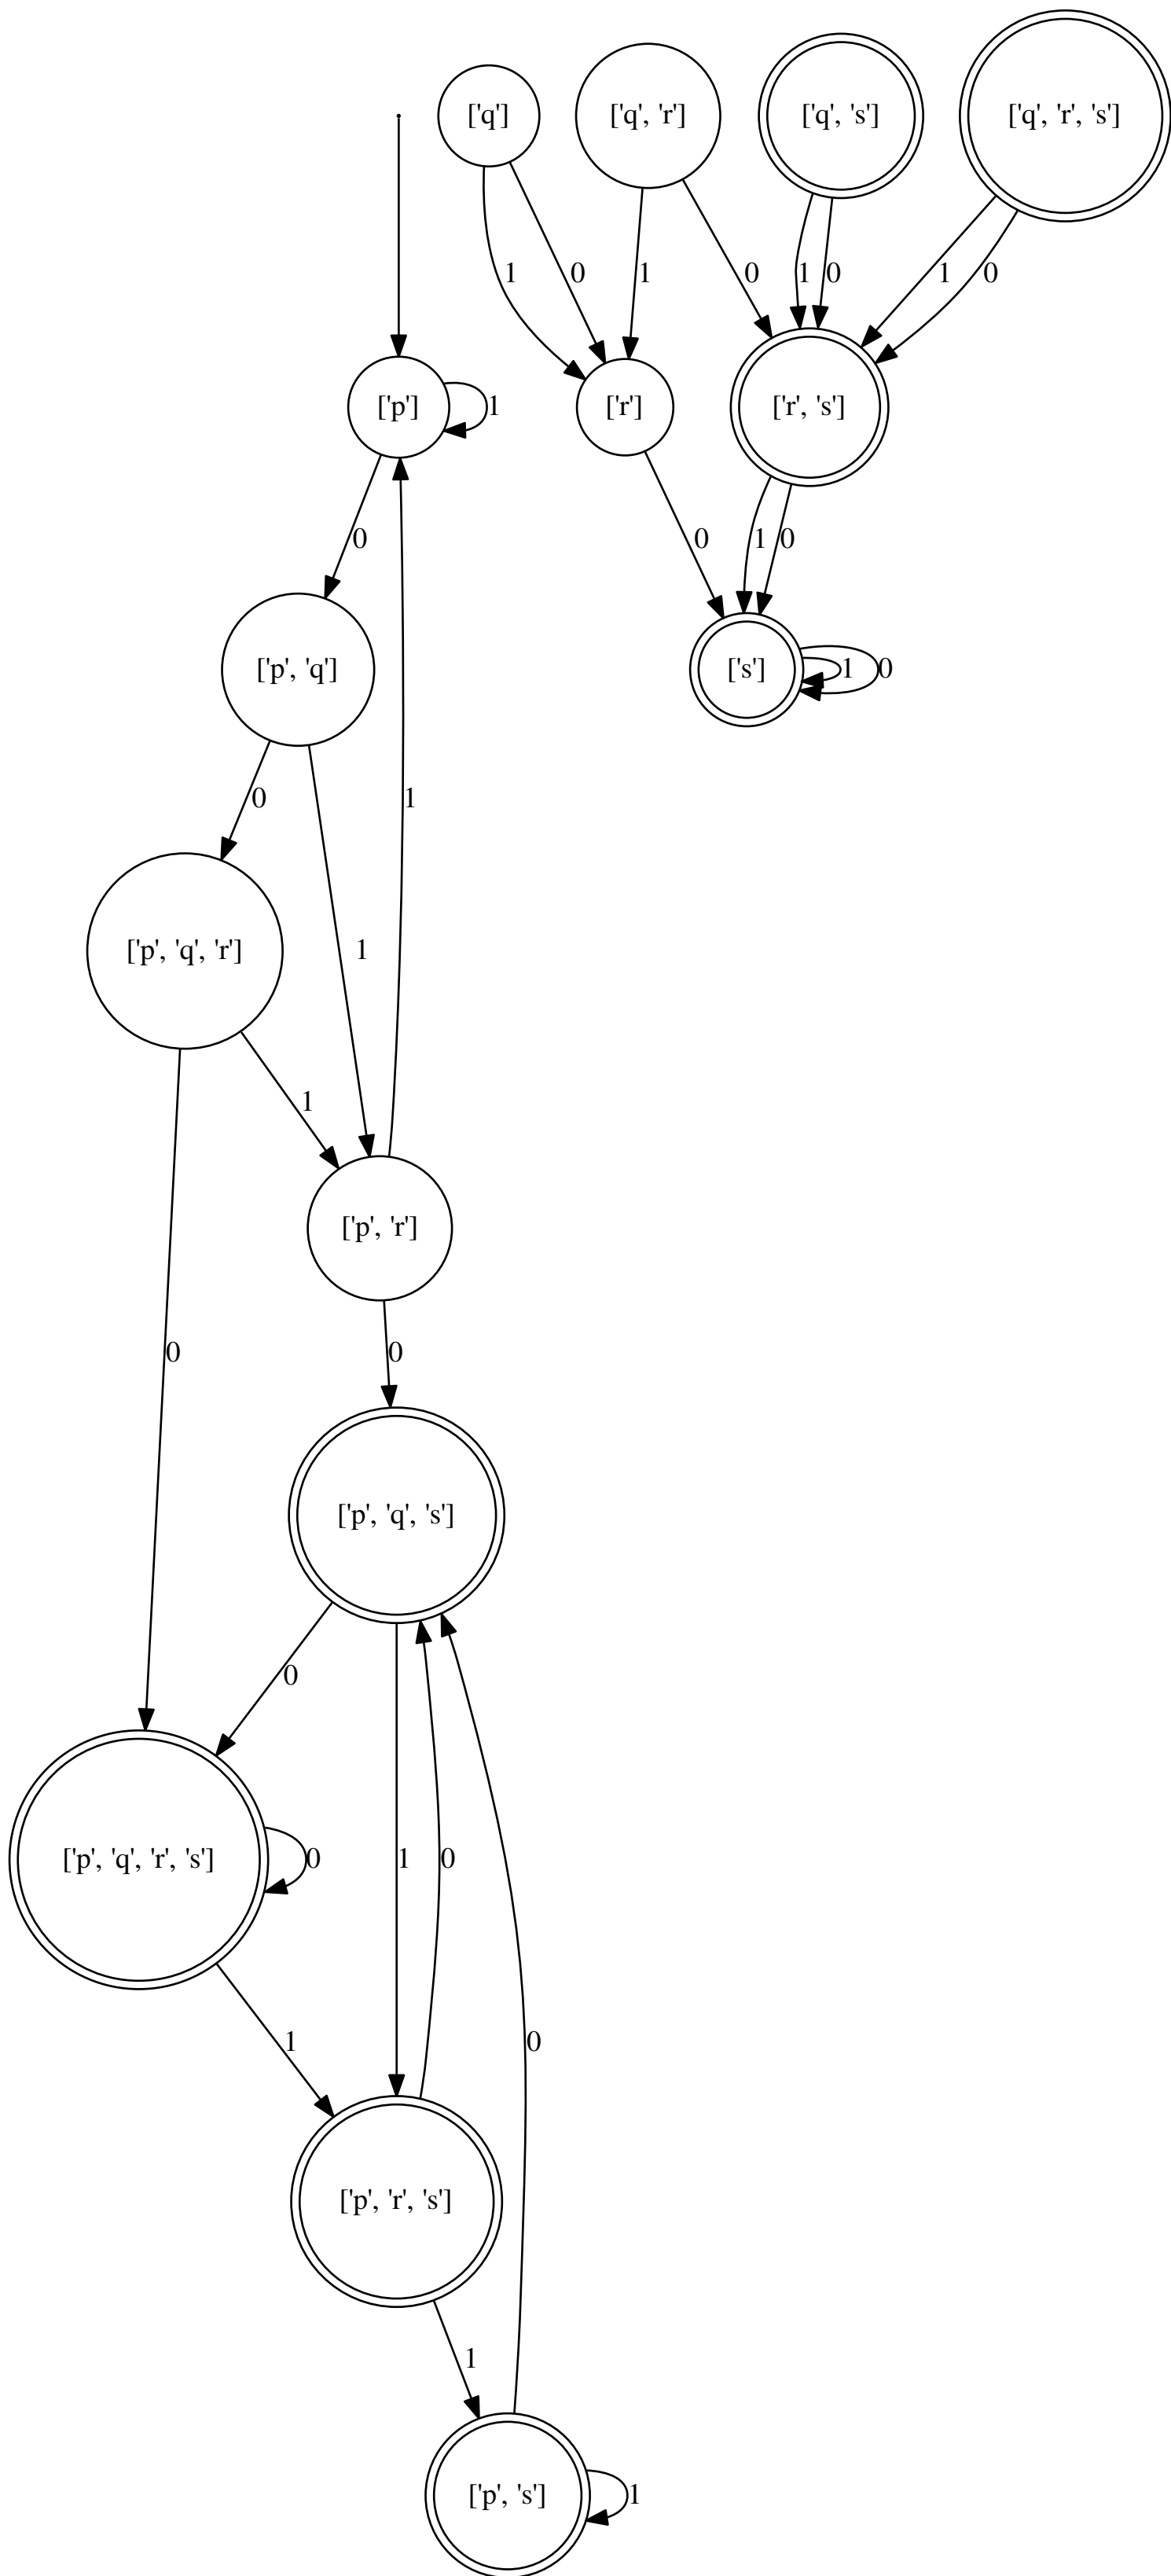 ['q'] ['q', 'r'] ['q', 's'] ['q', 'r', 's']
1 0 1 0 1 0 1 0
['p'] 1 ['r'] ['r', 's']
0 0 1 0
['p', 'q'] ['s'] 1 0
0 1
['p', 'q', 'r'] 1
1
['p', 'r']
0 0
['p', 'q', 's']
0
['p', 'q', 'r', 's'] 0 1 0
1 0
['p', 'r', 's']
1
['p', 's'] 1